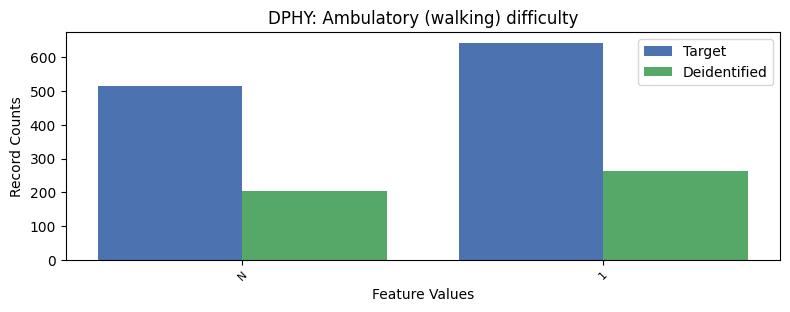 DPHY: Ambulatory (walking) difficulty
Target
Deidentified
Record Counts
600
500
400
300
200
100
0
N
1
Feature Values